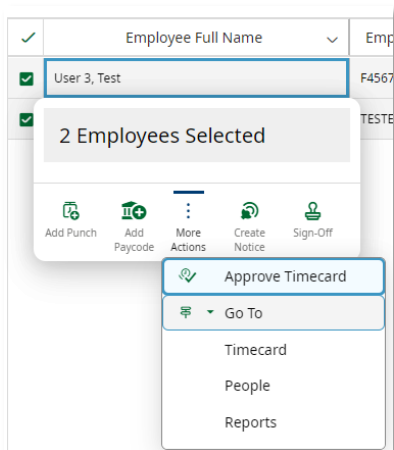 Employee Full Name
Emp
User 3, Test
F4567
TESTE
2 Employees Selected
Add Punch
Add
Paycode
More
Actions
Create
Notice
Sign-Off
Approve Timecard
Go To
Timecard
People
Reports